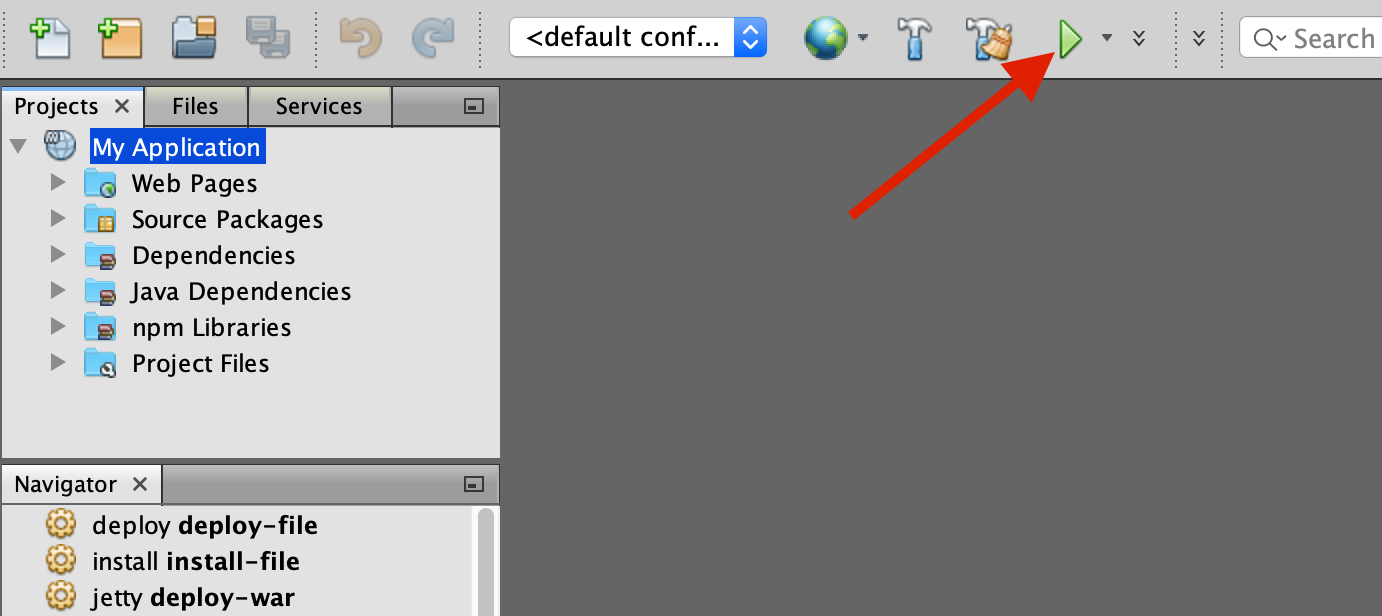 <default conf...
Search
Projects
Files
Services
My Application
Web Pages
Source Packages
Dependencies
Java Dependencies
npm Libraries
Project Files
Navigator
deploy deploy-file
install install-file
jetty deploy-war